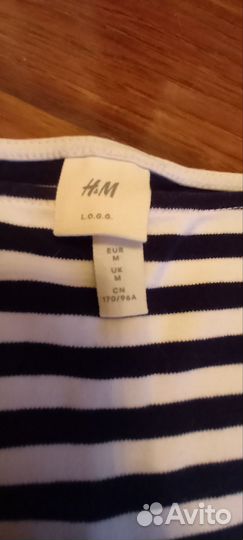 H&M
L.O.G.G.
EUR
M
UK
M
CN
170/96A
Avito